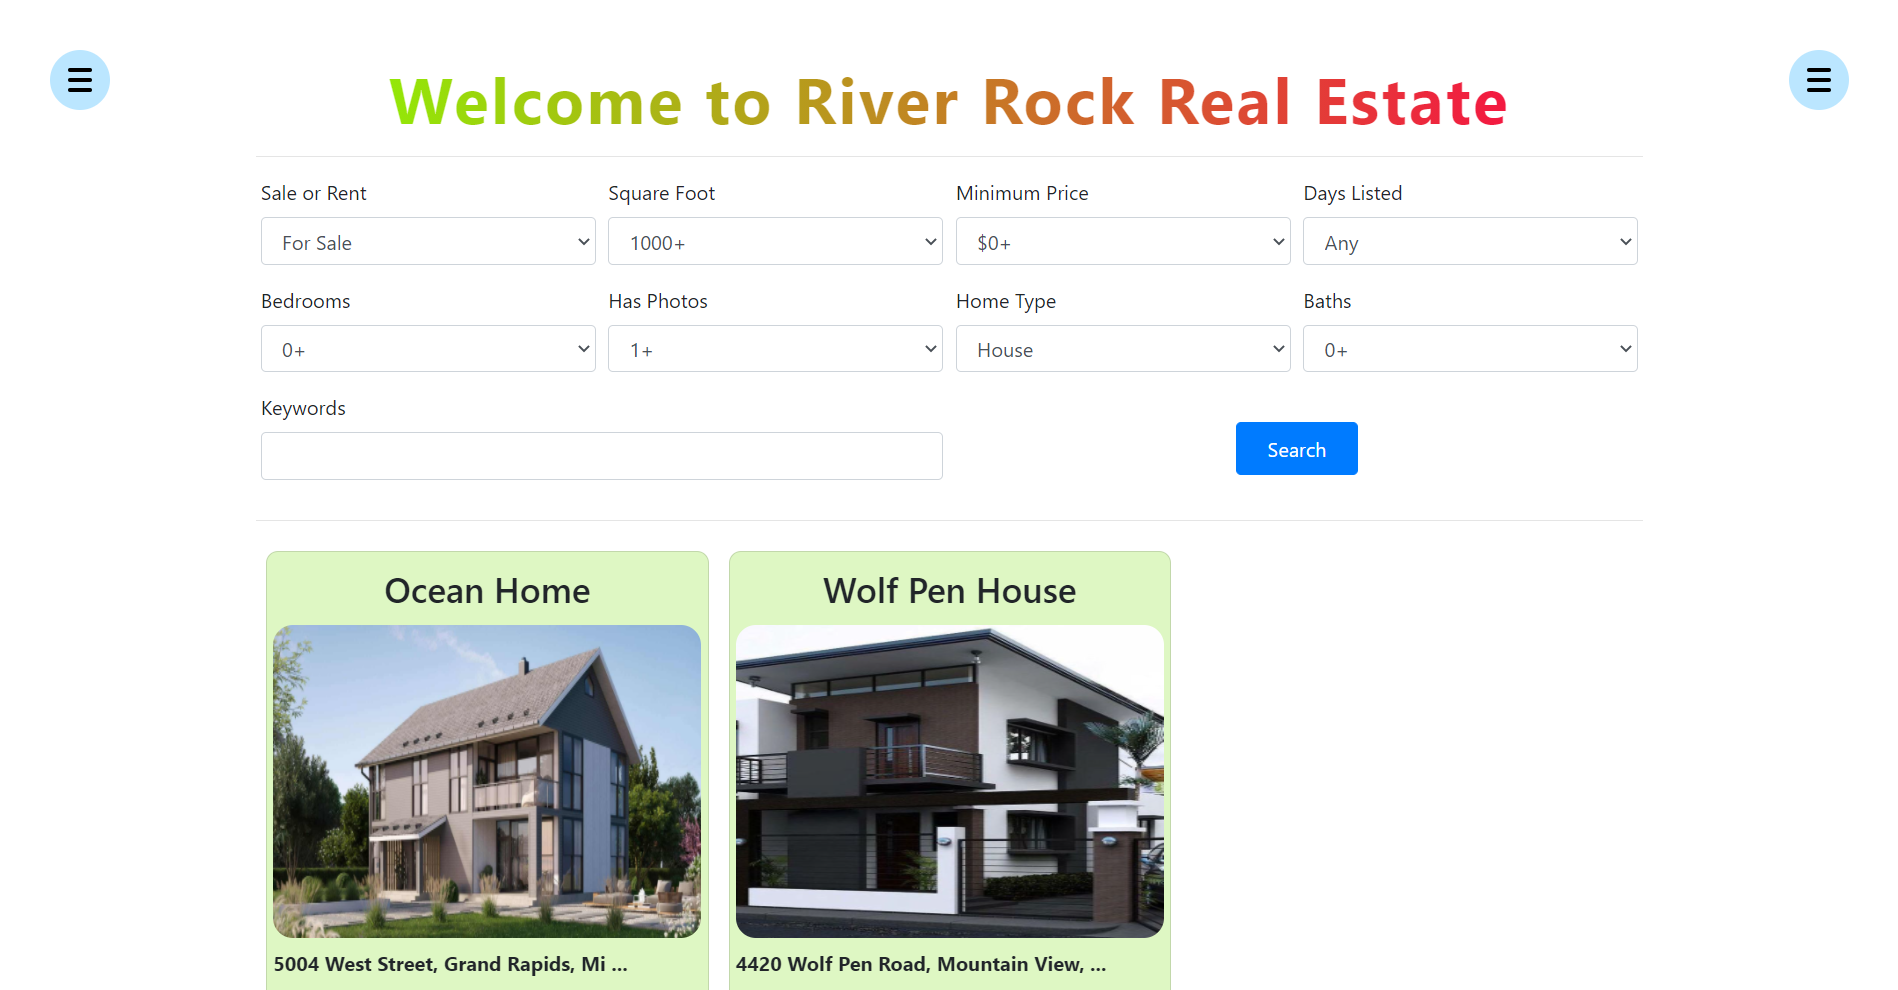 Welcome to River Rock Real Estate
Sale or Rent Square Foot Minimum Price Days Listed
For Sale 1000+ $0+ Any
Bedrooms Has Photos Home Type Baths
0+ 1+ House 0+
Keywords
Search
Ocean Home Wolf Pen House
5004 West Street, Grand Rapids, Mi ... 4420 Wolf Pen Road, Mountain View, ...